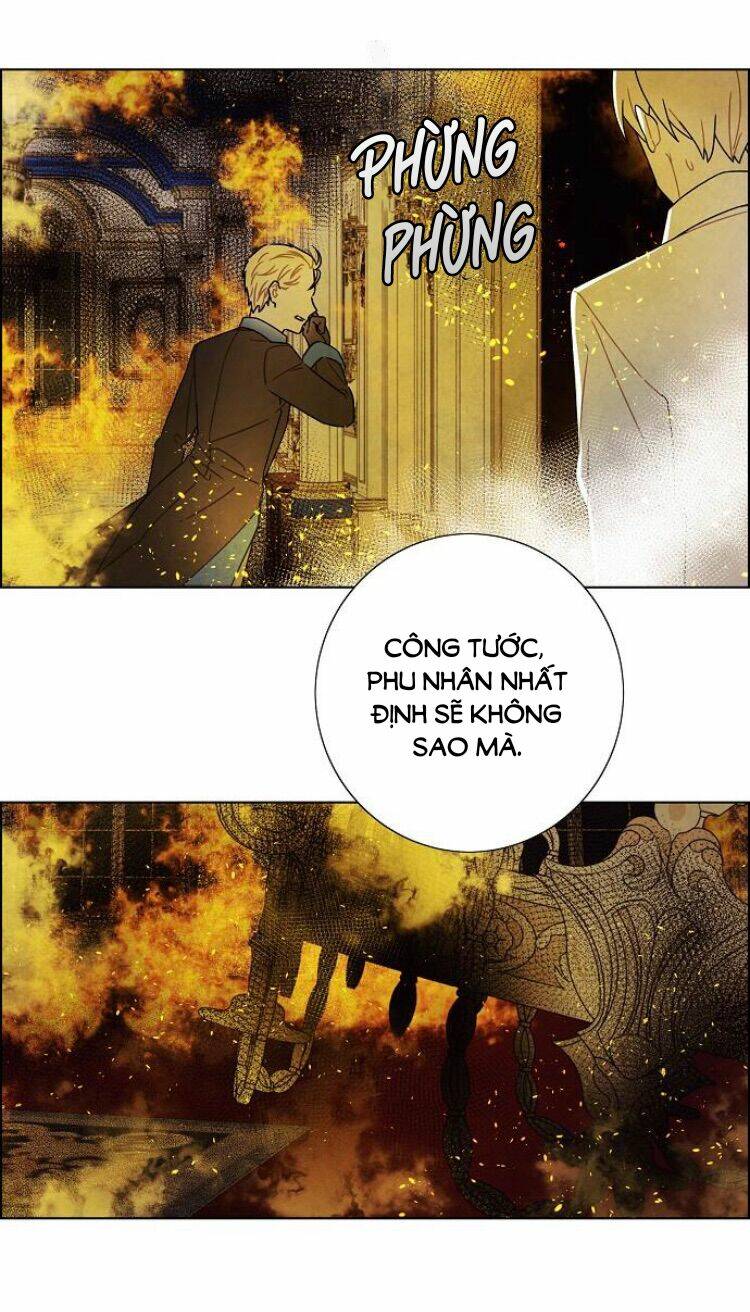 PHỪNG
PHỪNG
CÔNG TƯỚC,
PHU NHÂN NHẤT
ĐỊNH SẼ KHÔNG
SAO MÀ.